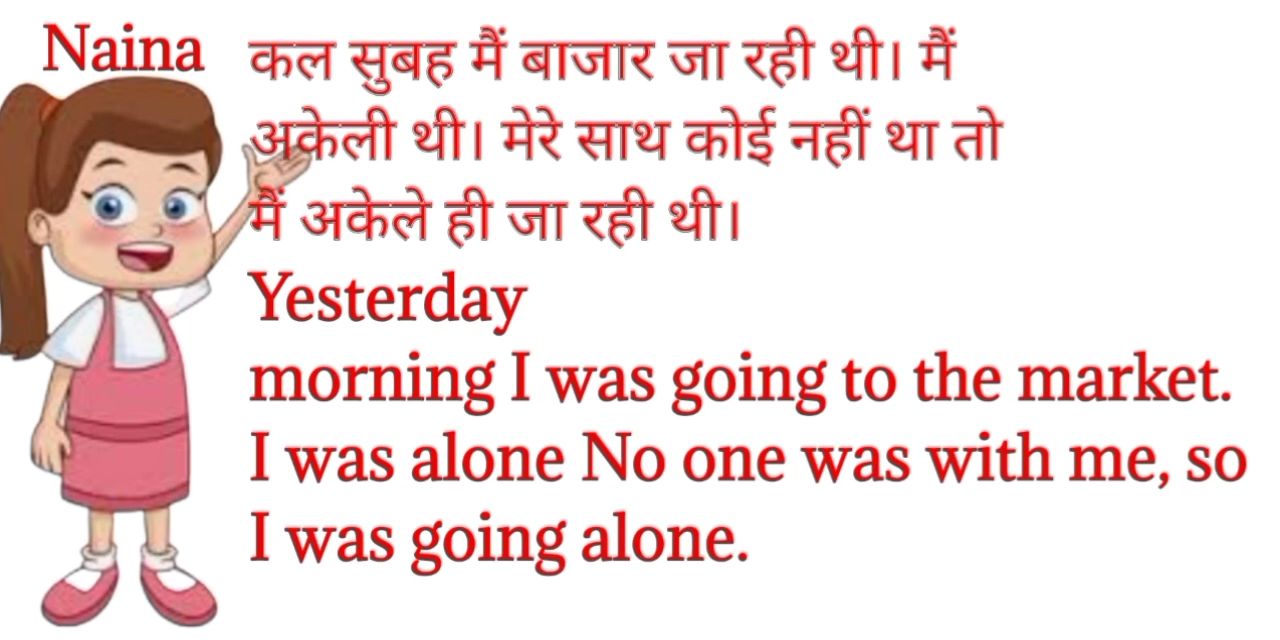 Naina
कल सुबह मैं बाजार जा रही थी। मैं
अकेली थी। मेरे साथ कोई नहीं था तो
मैं अकेले ही जा रही थी।
Yesterday
morning I was going to the market.
I was alone No one was with me, so
I was going alone.